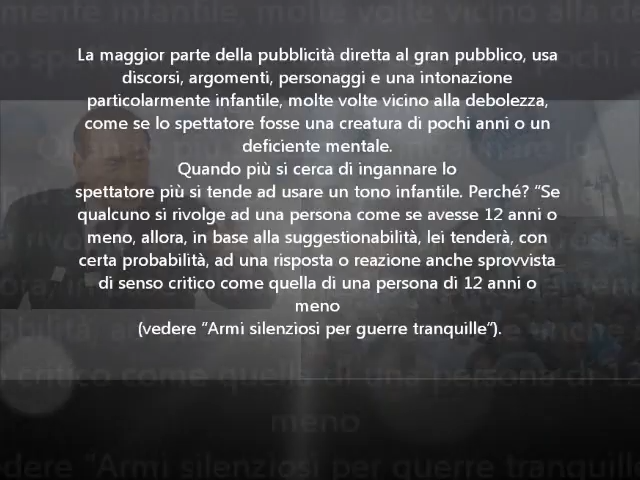 La maggior parte della pubblicità diretta al gran pubblico, usa
discorsi, argomenti, personaggi e una intonazione
particolarmente infantile, molte volte vicino alla debolezza,
come se lo spettatore fosse una creatura di pochi anni o un
deficiente mentale.
Quando più si cerca di ingannare lo
spettatore più si tende ad usare un tono infantile. Perché? “Se
qualcuno si rivolge ad una persona come se avesse 12 anni o
meno, allora, in base alla suggestionabilità, lei tenderà, con
certa probabilità, ad una risposta o reazione anche sprovvista
di senso critico come quella di una persona di 12 anni o
meno
(vedere “Armi silenziosi per guerre tranquille”).